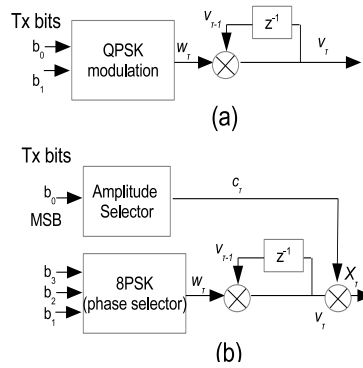 Tx bits
b0
b1
QPSK
modulation
wτ
vτ-1
z-1
vτ
(a)
Tx bits
b0
MSB
Amplitude
Selector
cτ
b3
b2
b1
8PSK
(phase selector)
wτ
vτ-1
z-1
vτ
Xτ
(b)